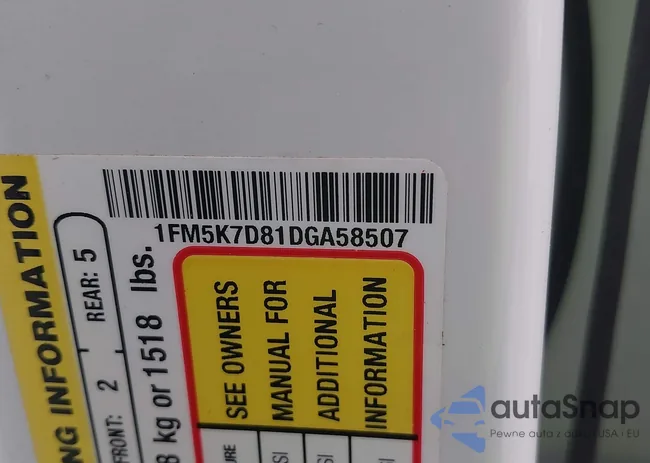 1FM5K7D81DGA58507
NG INFORMATION
FRONT: 2
REAR: 5
8 kg or 1518 lbs.
SEE OWNERS
MANUAL FOR
ADDITIONAL
INFORMATION
autaSnap